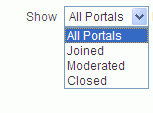 Show All Portals
All Portals
Joined
Moderated
Closed